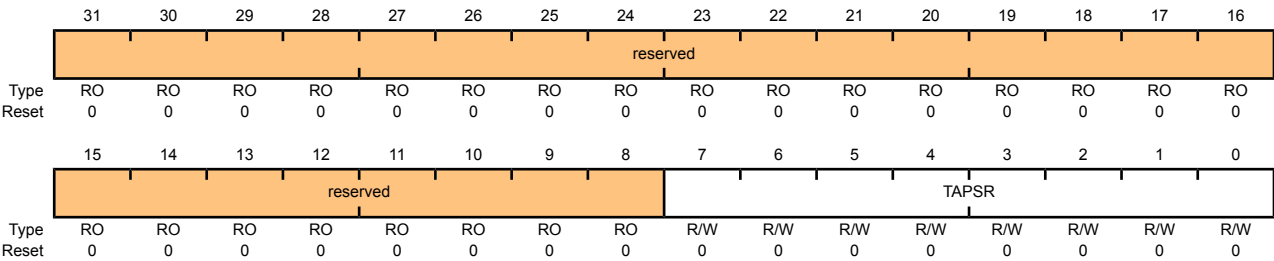 31 30 29 28 27 26 25 24 23 22 21 20 19 18 17 16
reserved
Type RO RO RO RO RO RO RO RO RO RO RO RO RO RO RO RO
Reset 0 0 0 0 0 0 0 0 0 0 0 0 0 0 0 0
15 14 13 12 11 10 9 8 7 6 5 4 3 2 1 0
reserved TAPSR
Type RO RO RO RO RO RO RO RO R/W R/W R/W R/W R/W R/W R/W R/W
Reset 0 0 0 0 0 0 0 0 0 0 0 0 0 0 0 0